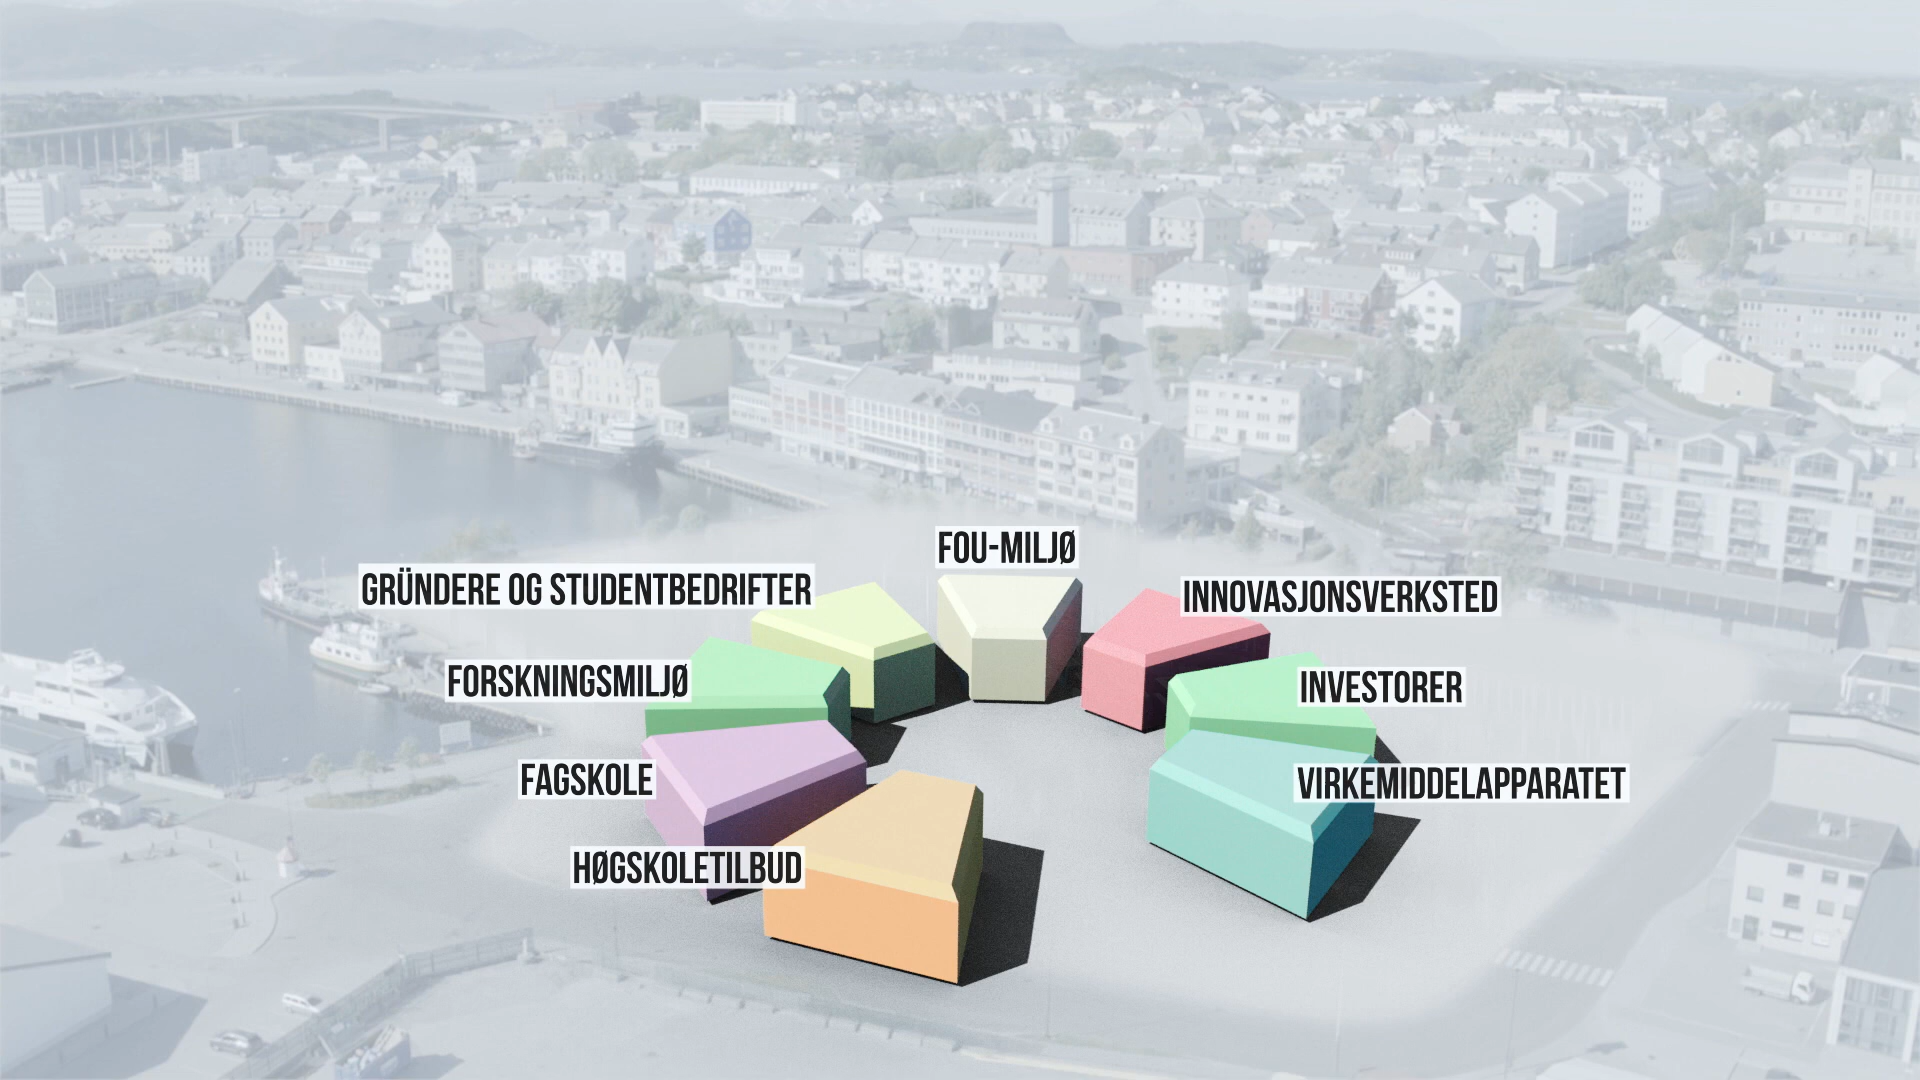 FOU-MILJØ
GRÜNDERE OG STUDENTBEDRIFTER
INNOVASJONSVERKSTED
FORSKNINGSMILJØ
INVESTORER
FAGSKOLE
VIRKEMIDDELAPPARATET
HØGSKOLETILBUD